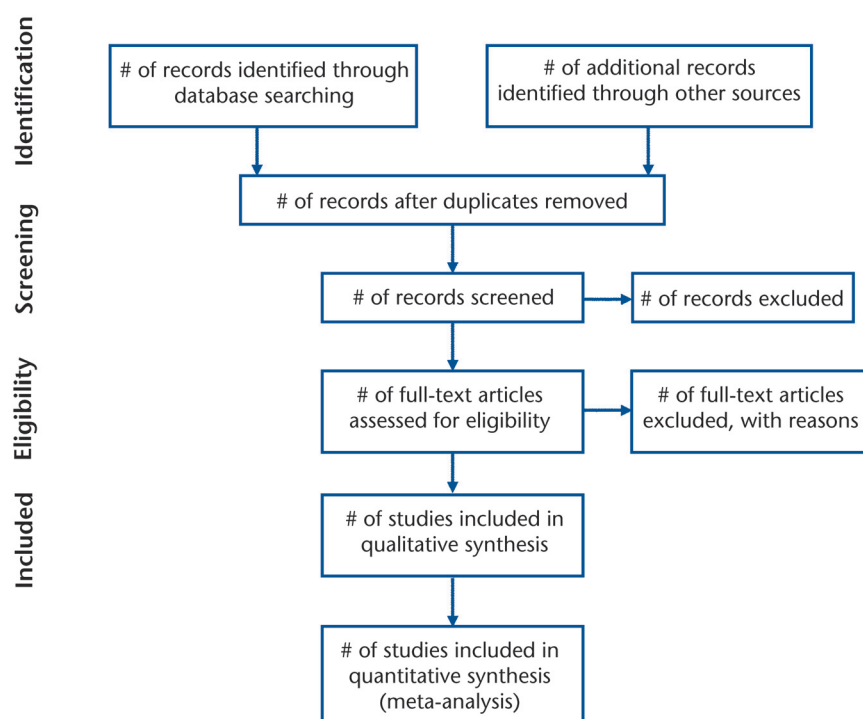 Identification
# of records identified through
database searching
# of additional records
identified through other sources
Screening
# of records after duplicates removed
# of records screened
# of records excluded
Eligibility
# of full-text articles
assessed for eligibility
# of full-text articles
excluded, with reasons
Included
# of studies included in
qualitative synthesis
# of studies included in
quantitative synthesis
(meta-analysis)